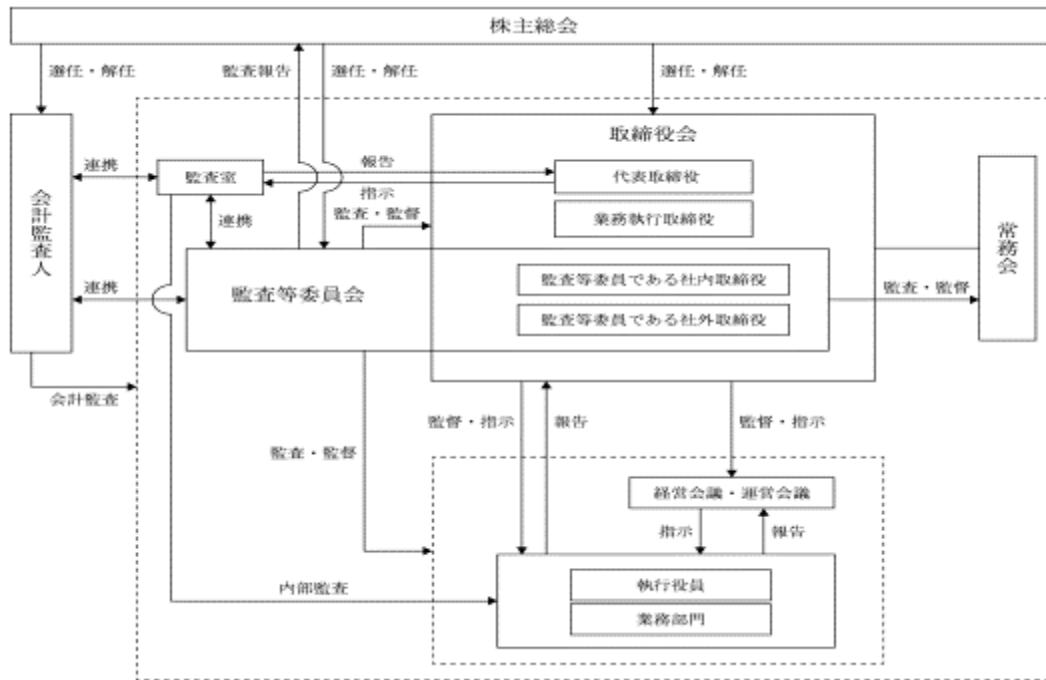 株主総会
選任・解任
監査報告
選任・解任
選任・解任
取締役会
連携
監査室
報告
指示
代表取締役
業務執行取締役
会計監査人
連携
監査・監督
常務会
連携
監査等委員会
監査等委員である社内取締役
監査等委員である社外取締役
監査・監督
会計監査
監査・監督
監督・指示
報告
監督・指示
経営会議・運営会議
指示
報告
内部監査
執行役員
業務部門